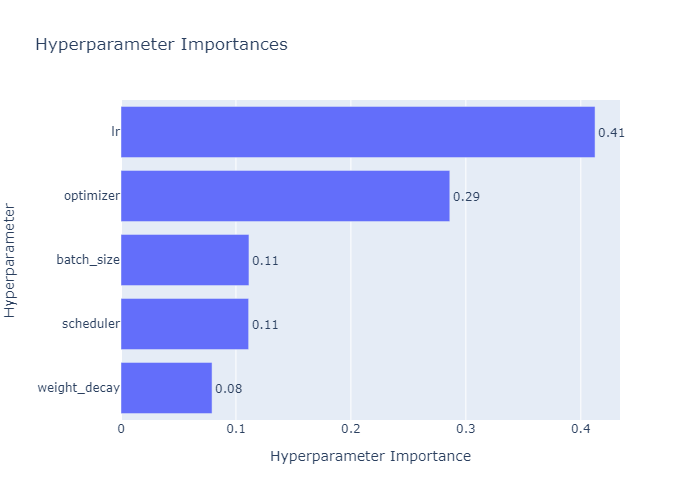 Hyperparameter Importances
Hyperparameter
lr
0.41
optimizer
0.29
batch_size
0.11
scheduler
0.11
weight_decay
0.08
0
0.1
0.2
0.3
0.4
Hyperparameter Importance